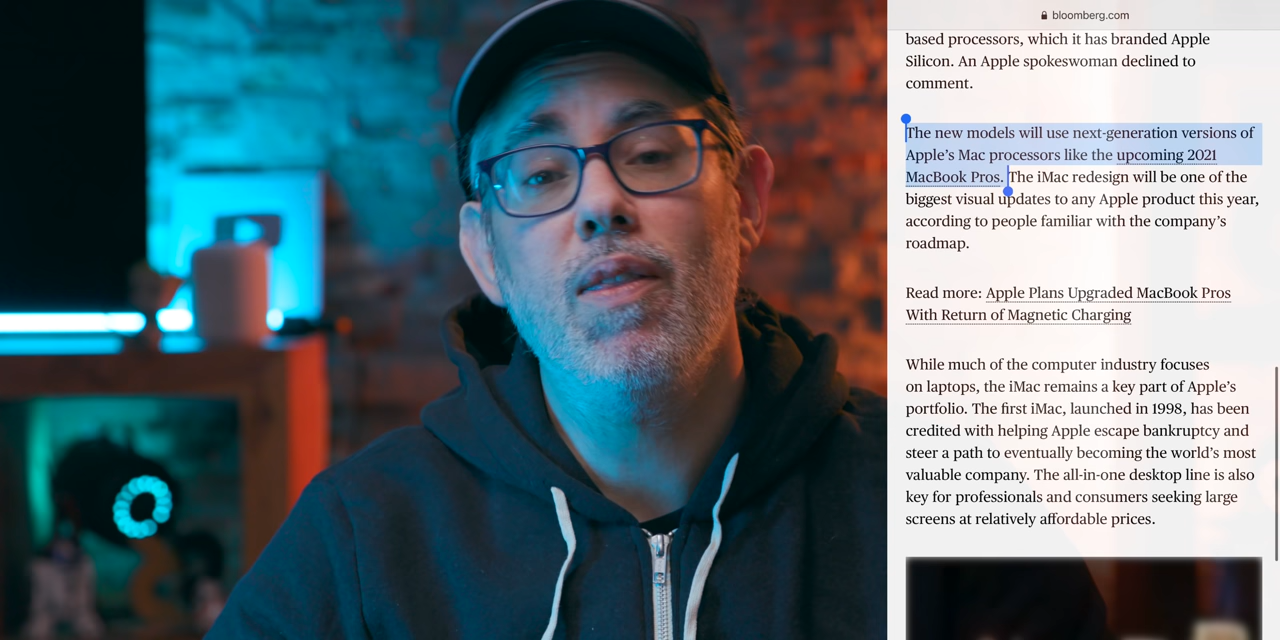 bloomberg.com
based processors, which it has branded Apple
Silicon. An Apple spokeswoman declined to
comment.
The new models will use next-generation versions of
Apple’s Mac processors like the upcoming 2021
MacBook Pros. The iMac redesign will be one of the
biggest visual updates to any Apple product this year,
according to people familiar with the company’s
roadmap.
Read more: Apple Plans Upgraded MacBook Pros
With Return of Magnetic Charging
While much of the computer industry focuses
on laptops, the iMac remains a key part of Apple’s
portfolio. The first iMac, launched in 1998, has been
credited with helping Apple escape bankruptcy and
steer a path to eventually becoming the world’s most
valuable company. The all-in-one desktop line is also
key for professionals and consumers seeking large
screens at relatively affordable prices.